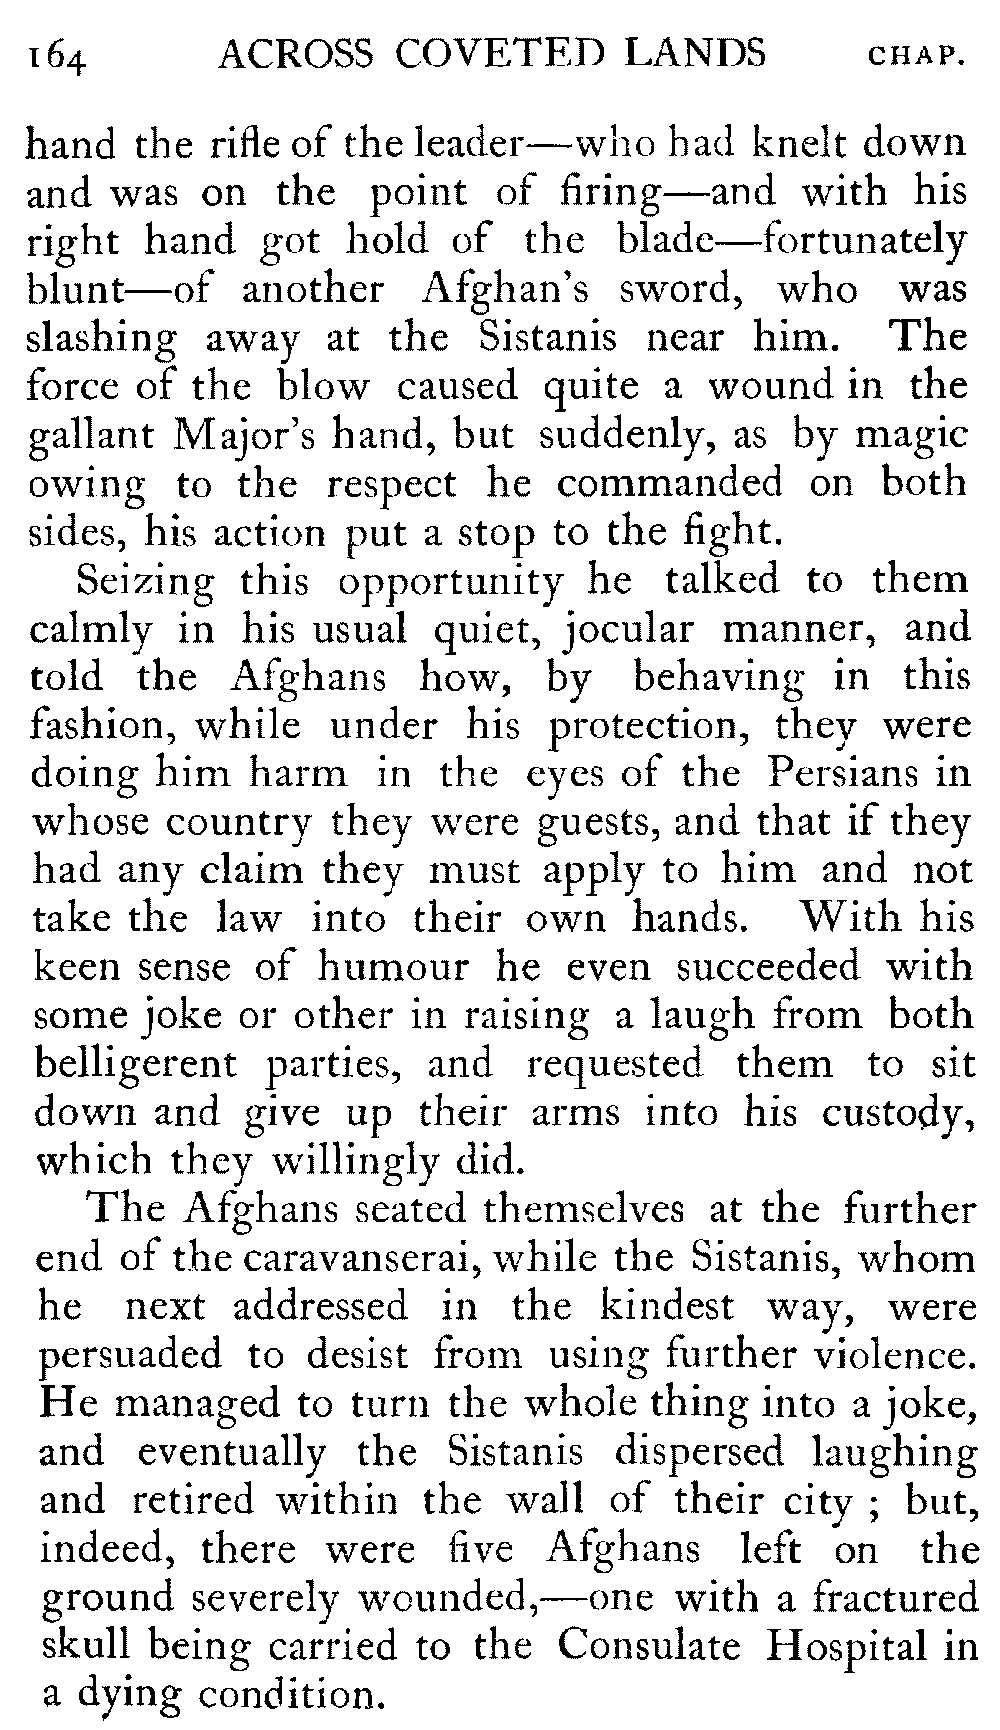 164 ACROSS COVETED LANDS CHAP.
hand the rifle of the leader—who had knelt down
and was on the point of firing—and with his
right hand got hold of the blade—fortunately
blunt—of another Afghan's sword, who was
slashing away at the Sistanis near him. The
force of the blow caused quite a wound in the
gallant Major's hand, but suddenly, as by magic
owing to the respect he commanded on both
sides, his action put a stop to the fight.
Seizing this opportunity he talked to them
calmly in his usual quiet, jocular manner, and
told the Afghans how, by behaving in this
fashion, while under his protection, they were
doing him harm in the eyes of the Persians in
whose country they were guests, and that if they
had any claim they must apply to him and not
take the law into their own hands. With his
keen sense of humour he even succeeded with
some joke or other in raising a laugh from both
belligerent parties, and requested them to sit
down and give up their arms into his custody,
which they willingly did.
The Afghans seated themselves at the further
end of the caravanserai, while the Sistanis, whom
he next addressed in the kindest way, were
persuaded to desist from using further violence.
He managed to turn the whole thing into a joke,
and eventually the Sistanis dispersed laughing
and retired within the wall of their city ; but,
indeed, there were five Afghans left on the
ground severely wounded,—one with a fractured
skull being carried to the Consulate Hospital in
a dying condition.